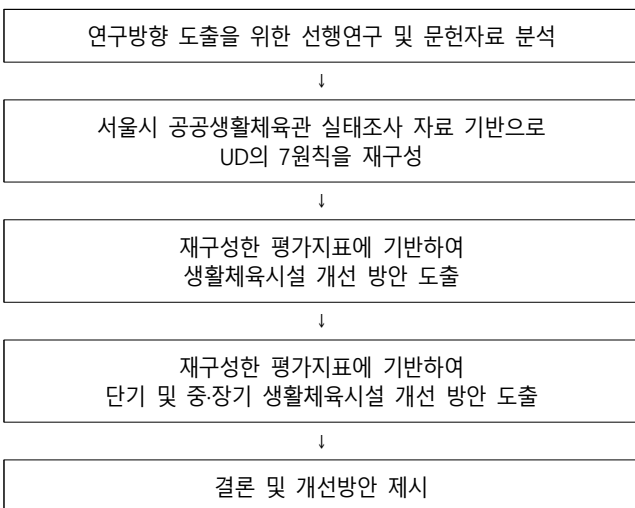 연구방향 도출을 위한 선행연구 및 문헌자료 분석
↓
서울시 공공생활체육관 실태조사 자료 기반으로
UD의 7원칙을 재구성
↓
재구성한 평가지표에 기반하여
생활체육시설 개선 방안 도출
↓
재구성한 평가지표에 기반하여
단기 및 중·장기 생활체육시설 개선 방안 도출
↓
결론 및 개선방안 제시